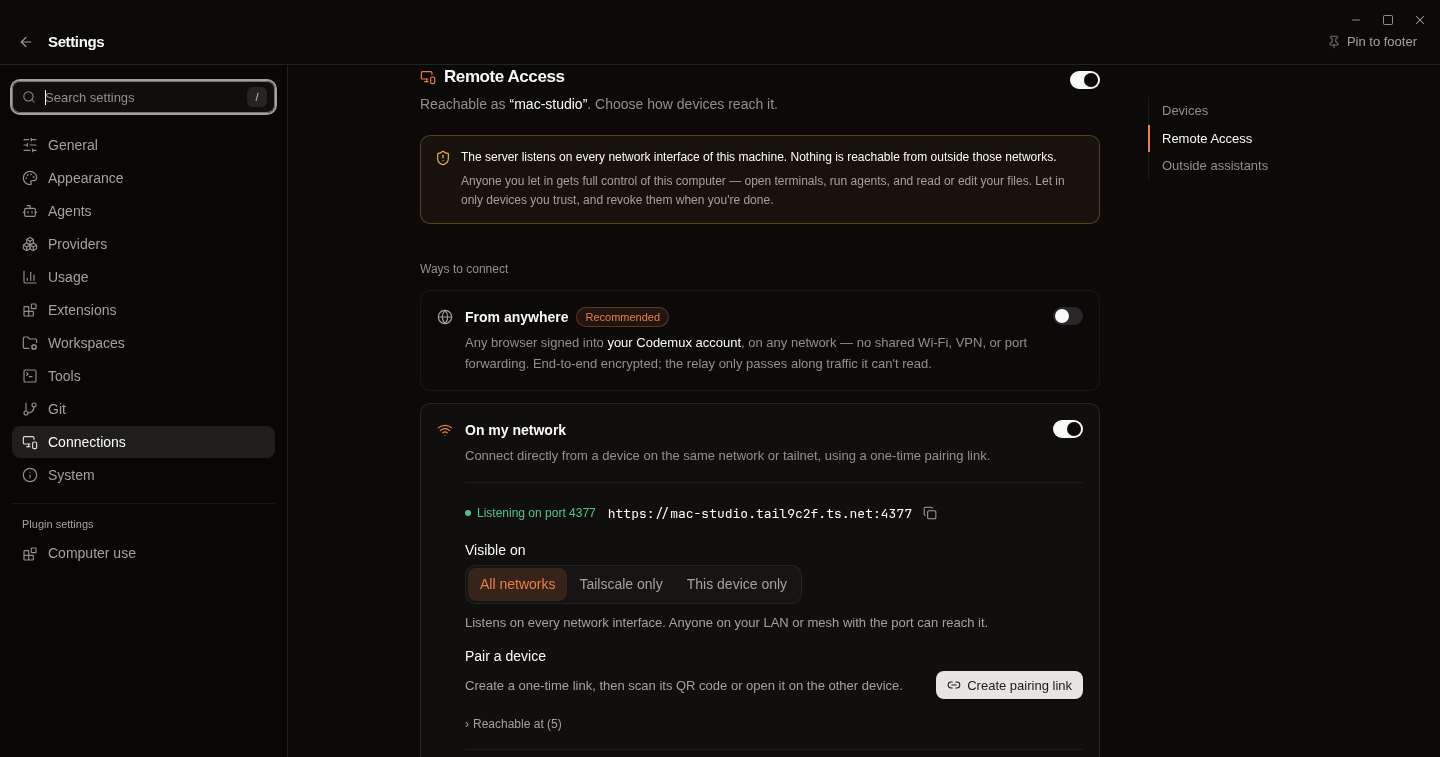 Settings
Pin to footer
Search settings
/
General
Appearance
Agents
Providers
Usage
Extensions
Workspaces
Tools
Git
Connections
System
Plugin settings
Computer use
Remote Access
Reachable as “mac-studio”. Choose how devices reach it.
The server listens on every network interface of this machine. Nothing is reachable from outside those networks.
Anyone you let in gets full control of this computer — open terminals, run agents, and read or edit your files. Let in
only devices you trust, and revoke them when you're done.
Ways to connect
From anywhere Recommended
Any browser signed into your Codemux account, on any network — no shared Wi-Fi, VPN, or port
forwarding. End-to-end encrypted; the relay only passes along traffic it can't read.
On my network
Connect directly from a device on the same network or tailnet, using a one-time pairing link.
Listening on port 4377 https://mac-studio.tail9c2f.ts.net:4377
Visible on
All networks Tailscale only This device only
Listens on every network interface. Anyone on your LAN or mesh with the port can reach it.
Pair a device
Create a one-time link, then scan its QR code or open it on the other device.
Create pairing link
› Reachable at (5)
Devices
Remote Access
Outside assistants